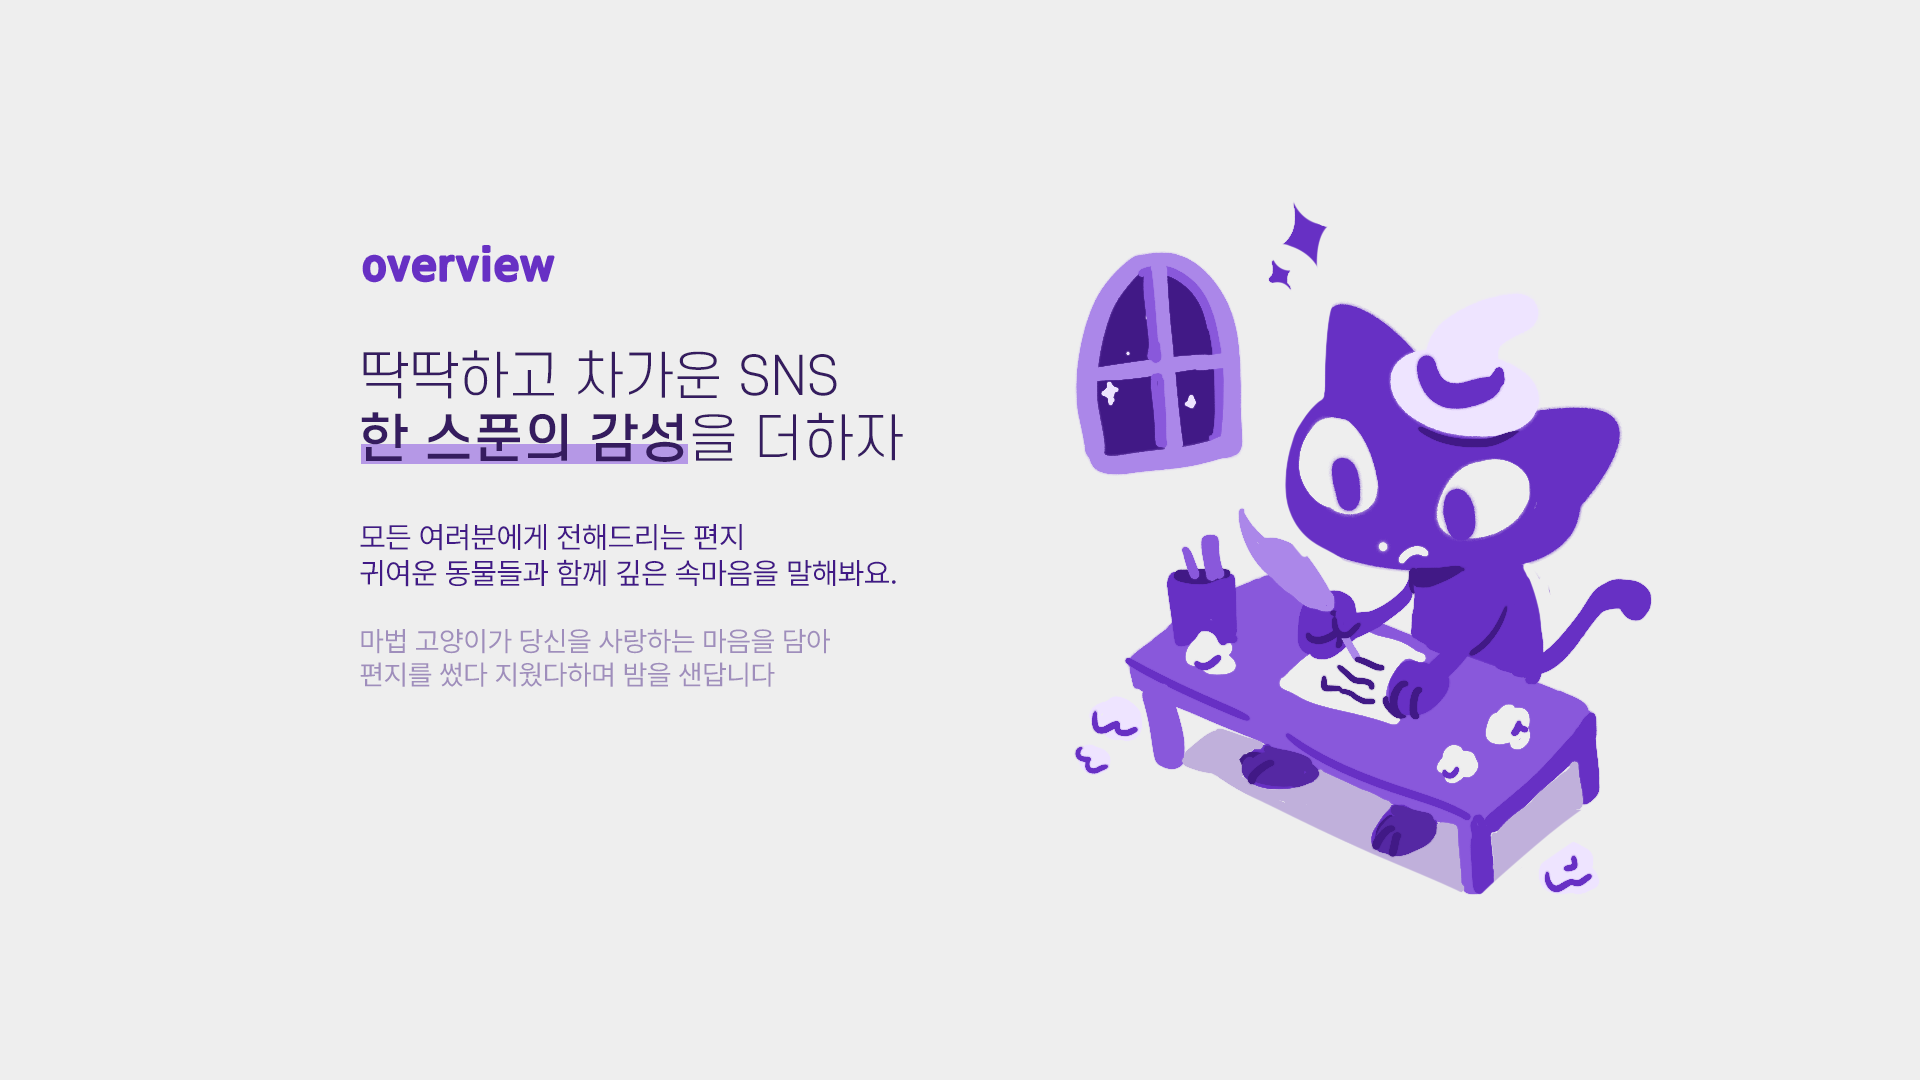 overview
딱딱하고 차가운 SNS
한 스푼의 감성을 더하자
모든 여려분에게 전해드리는 편지
귀여운 동물들과 함께 깊은 속마음을 말해봐요.
마법 고양이가 당신을 사랑하는 마음을 담아
편지를 썼다 지웠다하며 밤을 샌답니다